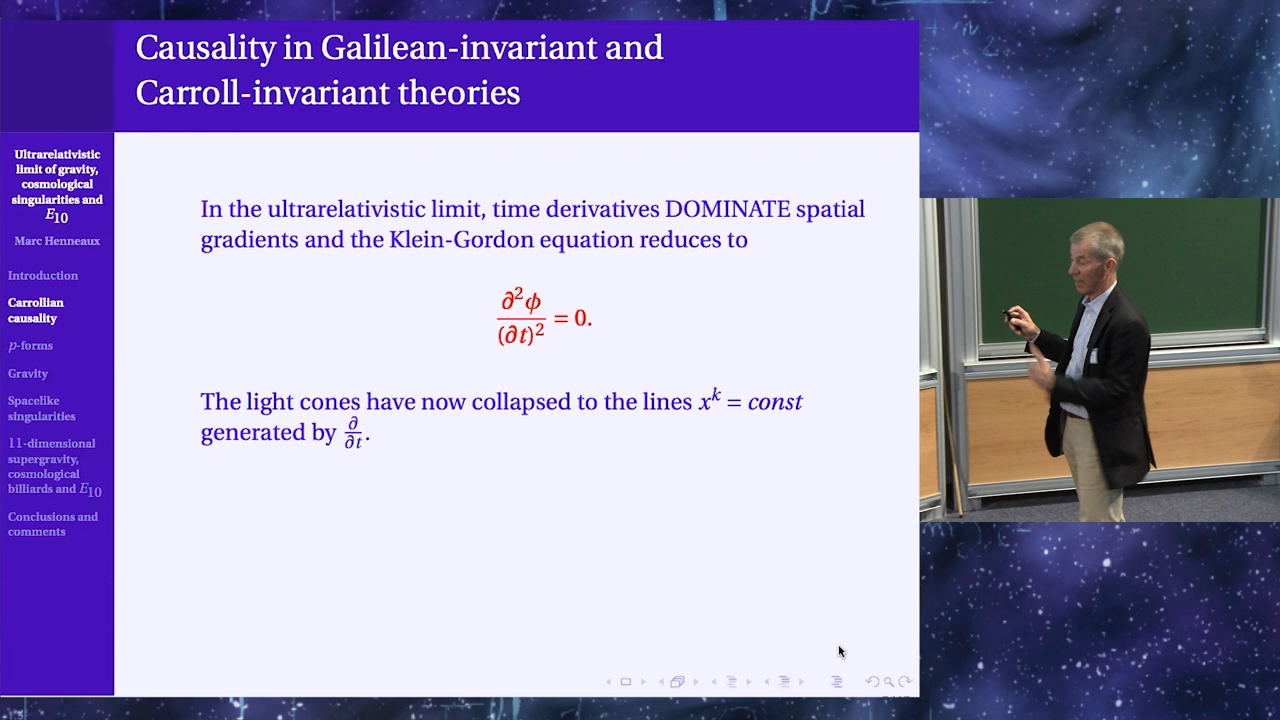 Causality in Galilean-invariant and
Carroll-invariant theories
Ultrarelativistic
limit of gravity,
cosmological
singularities and
E10
Marc Henneaux
Introduction
Carrollian
causality
p-forms
Gravity
Spacelike
singularities
11-dimensional
supergravity,
cosmological
billiards and E10
Conclusions and
comments
In the ultrarelativistic limit, time derivatives DOMINATE spatial
gradients and the Klein-Gordon equation reduces to
∂²ϕ/(∂t)² = 0.
The light cones have now collapsed to the lines xᵏ = const
generated by ∂/∂t.